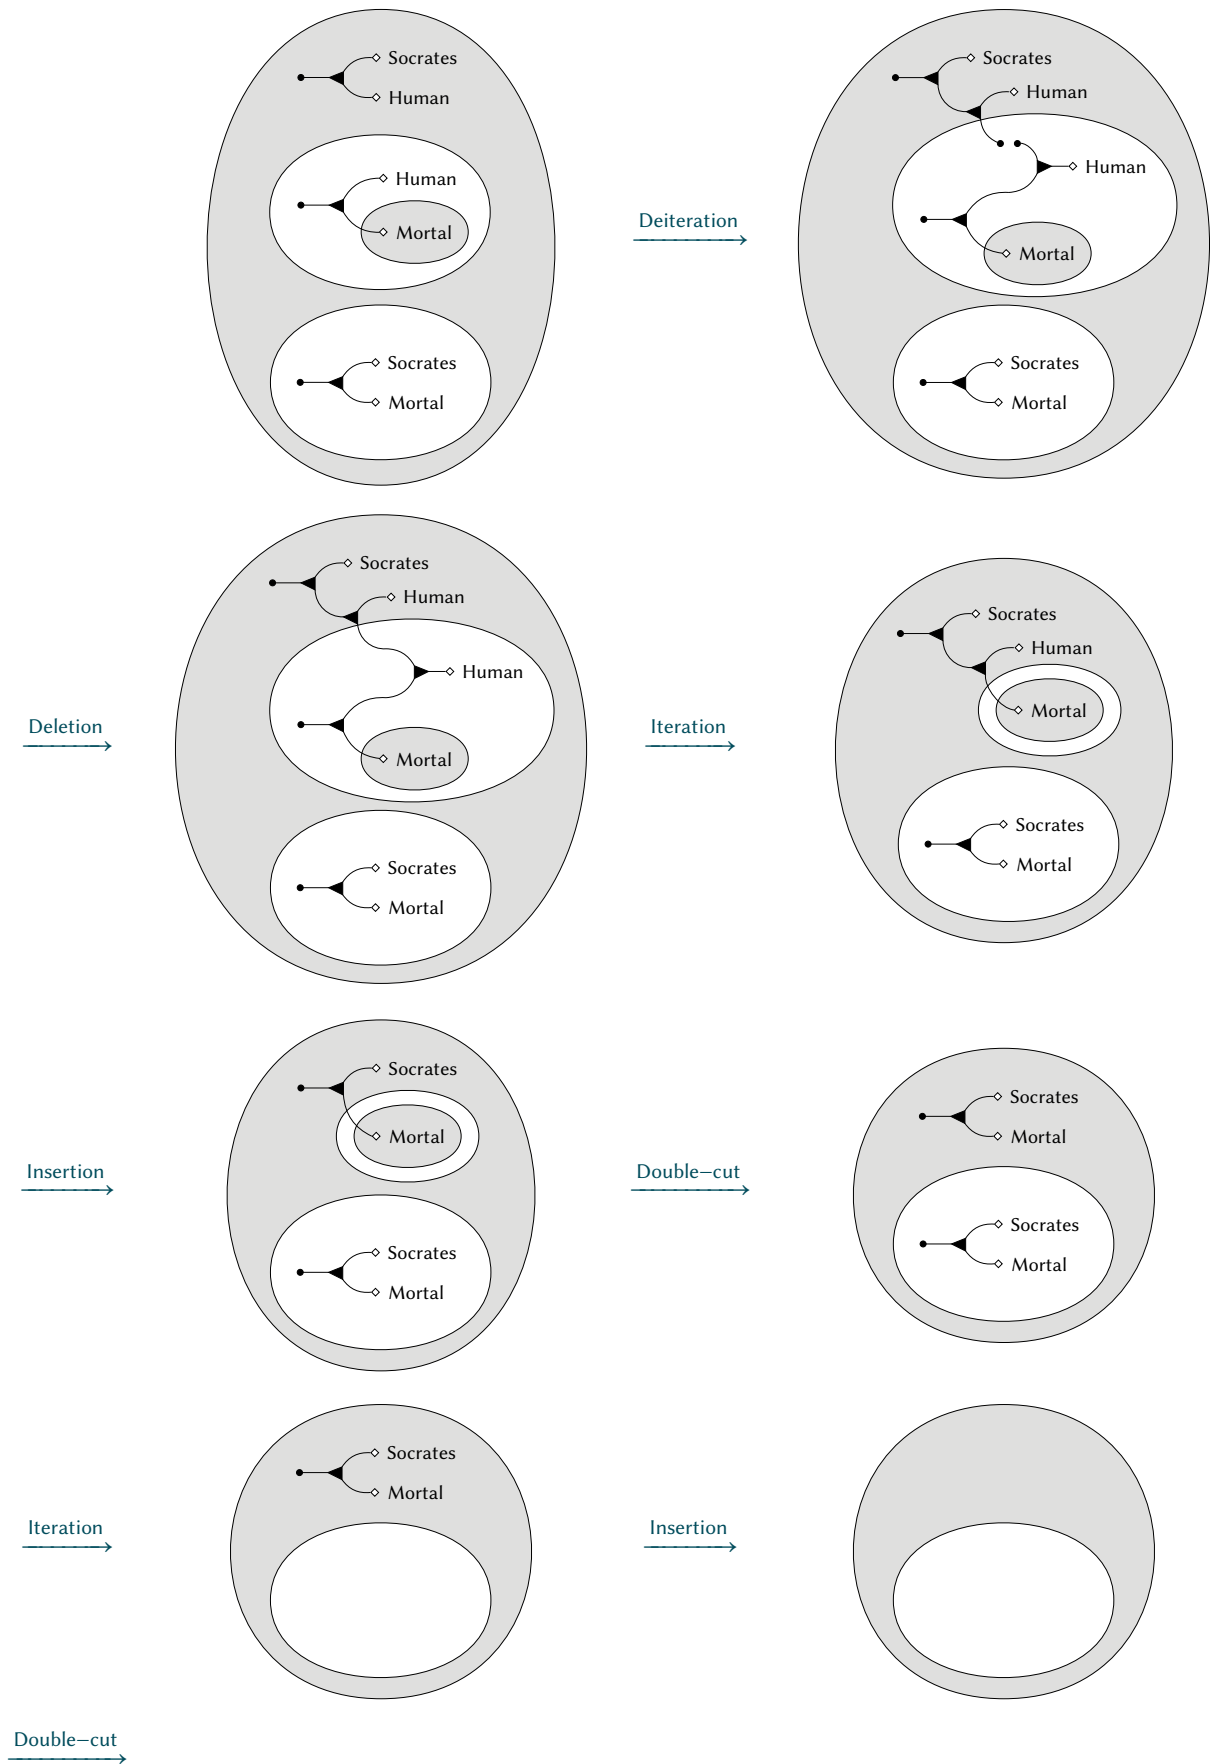 Socrates
Human
Human
Mortal
Socrates
Mortal
Deiteration
Socrates
Human
Human
Mortal
Socrates
Mortal
Deletion
Socrates
Human
Human
Mortal
Socrates
Mortal
Iteration
Socrates
Human
Mortal
Socrates
Mortal
Insertion
Socrates
Mortal
Socrates
Mortal
Double–cut
Socrates
Mortal
Socrates
Mortal
Iteration
Socrates
Mortal
Insertion
Double–cut